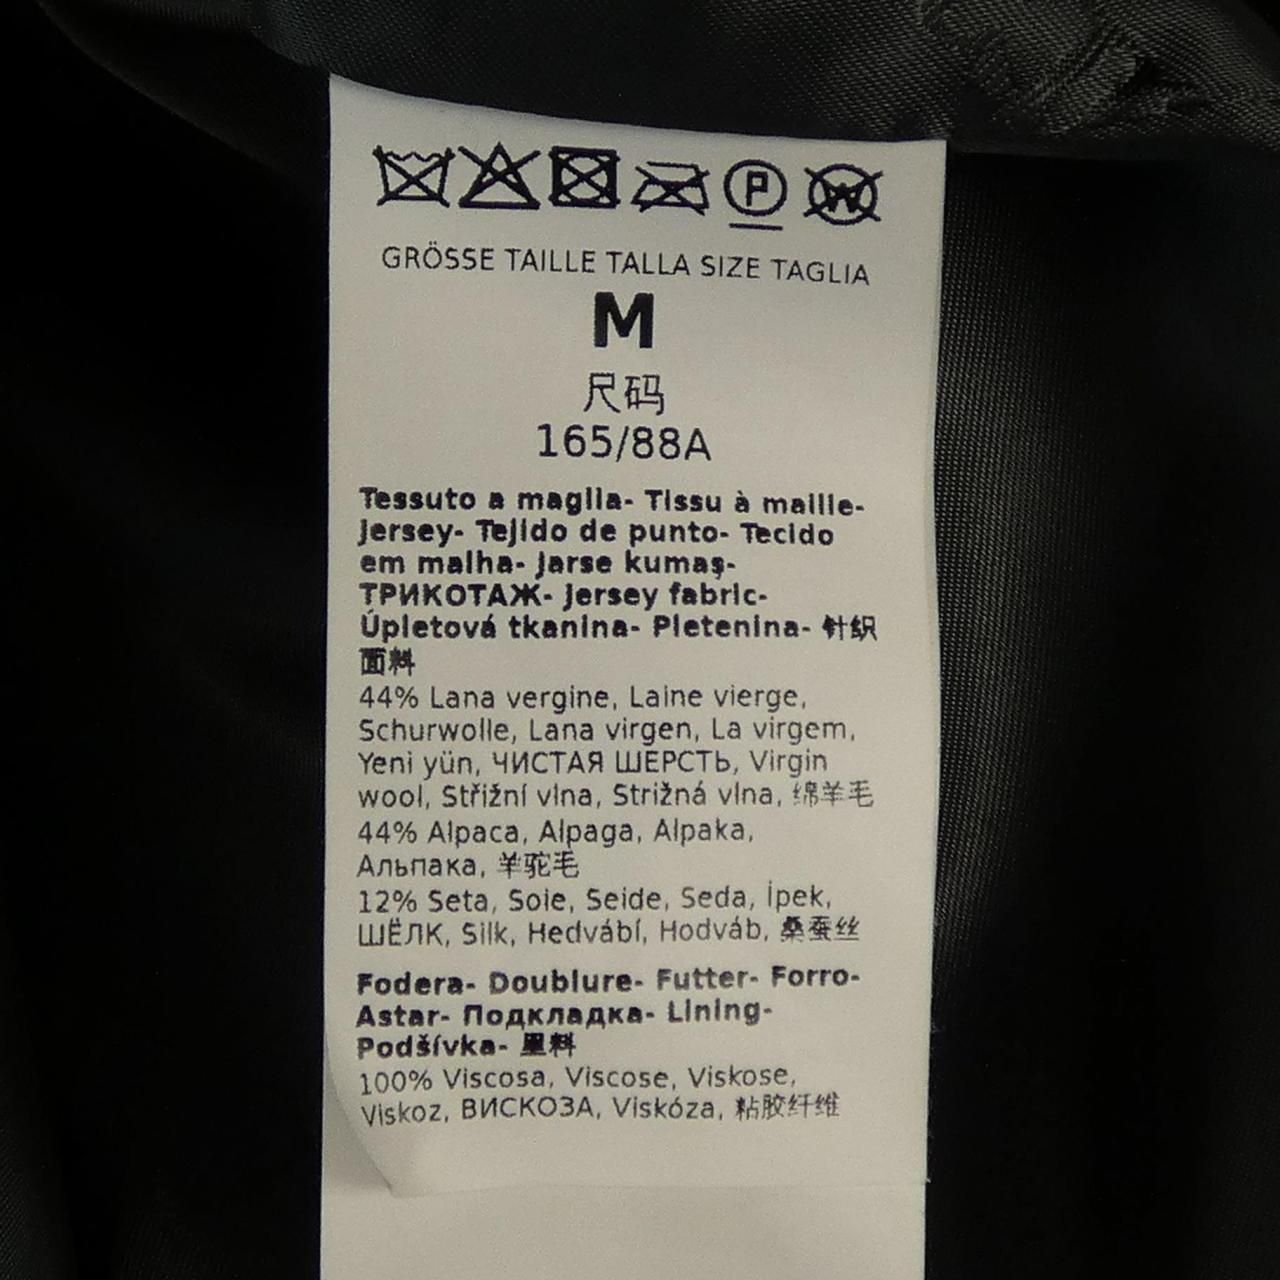 P
W
GRÖSSE TAILLE TALLA SIZE TAGLIA
M
尺码
165/88A
Tessuto a maglia- Tissu à maille-
Jersey- Tejido de punto- Tecido
em malha- Jarse kumaş-
ТРИКОТАЖ- Jersey fabric-
Úpletová tkanina- Pletenina- 针织
面料
44% Lana vergine, Laine vierge,
Schurwolle, Lana virgen, La virgem,
Yeni yün, ЧИСТАЯ ШЕРСТЬ, Virgin
wool, Střižní vlna, Strižná vlna, 绵羊毛
44% Alpaca, Alpaga, Alpaka,
Альпака, 羊驼毛
12% Seta, Soie, Seide, Seda, İpek,
ШЁЛК, Silk, Hedvábí, Hodváb, 桑蚕丝
Fodera- Doublure- Futter- Forro-
Astar- Подкладка- Lining-
Podšívka- 里料
100% Viscosa, Viscose, Viskose,
Viskoz, ВИСКОЗА, Viskóza, 粘胶纤维